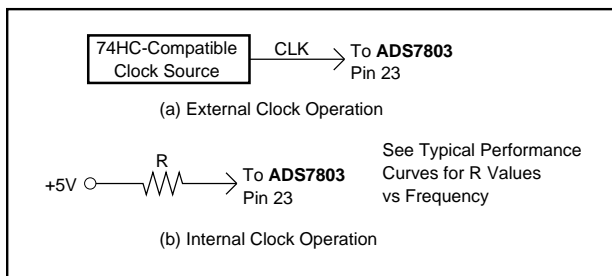 74HC-Compatible
Clock Source
CLK
To ADS7803
Pin 23
(a) External Clock Operation
R
+5V
To ADS7803
Pin 23
See Typical Performance
Curves for R Values
vs Frequency
(b) Internal Clock Operation